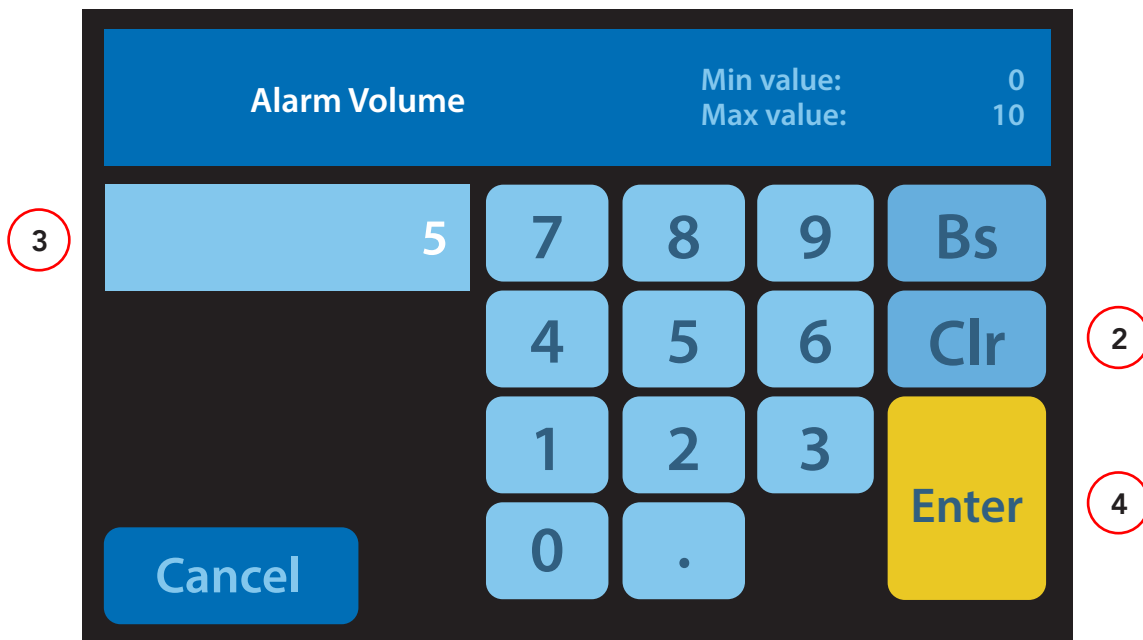 Alarm Volume
Min value: 0
Max value: 10
3
5
7 8 9 Bs
4 5 6 Clr
2
1 2 3
Enter
4
0 .
Cancel